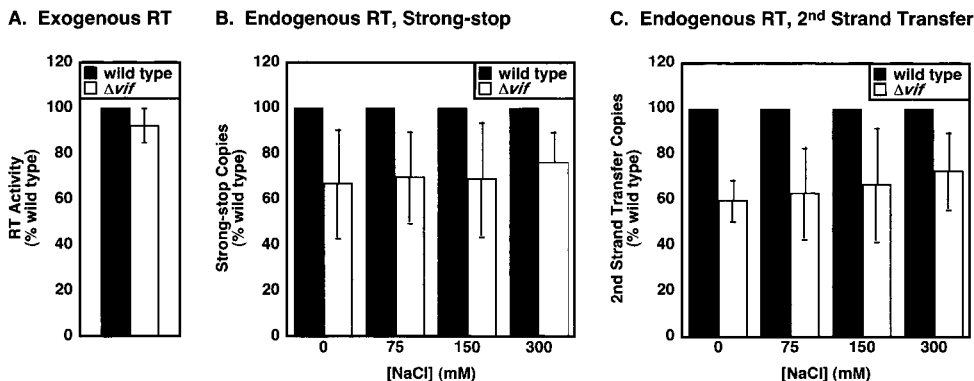 A. Exogenous RT
120
100
80
60
40
20
0
RT Activity
(% wild type)
wild type
Δvif
B. Endogenous RT, Strong-stop
120
100
80
60
40
20
0
Strong-stop Copies
(% wild type)
wild type
Δvif
0 75 150 300
[NaCl] (mM)
C. Endogenous RT, 2nd Strand Transfer
120
100
80
60
40
20
0
2nd Strand Transfer Copies
(% wild type)
wild type
Δvif
0 75 150 300
[NaCl] (mM)